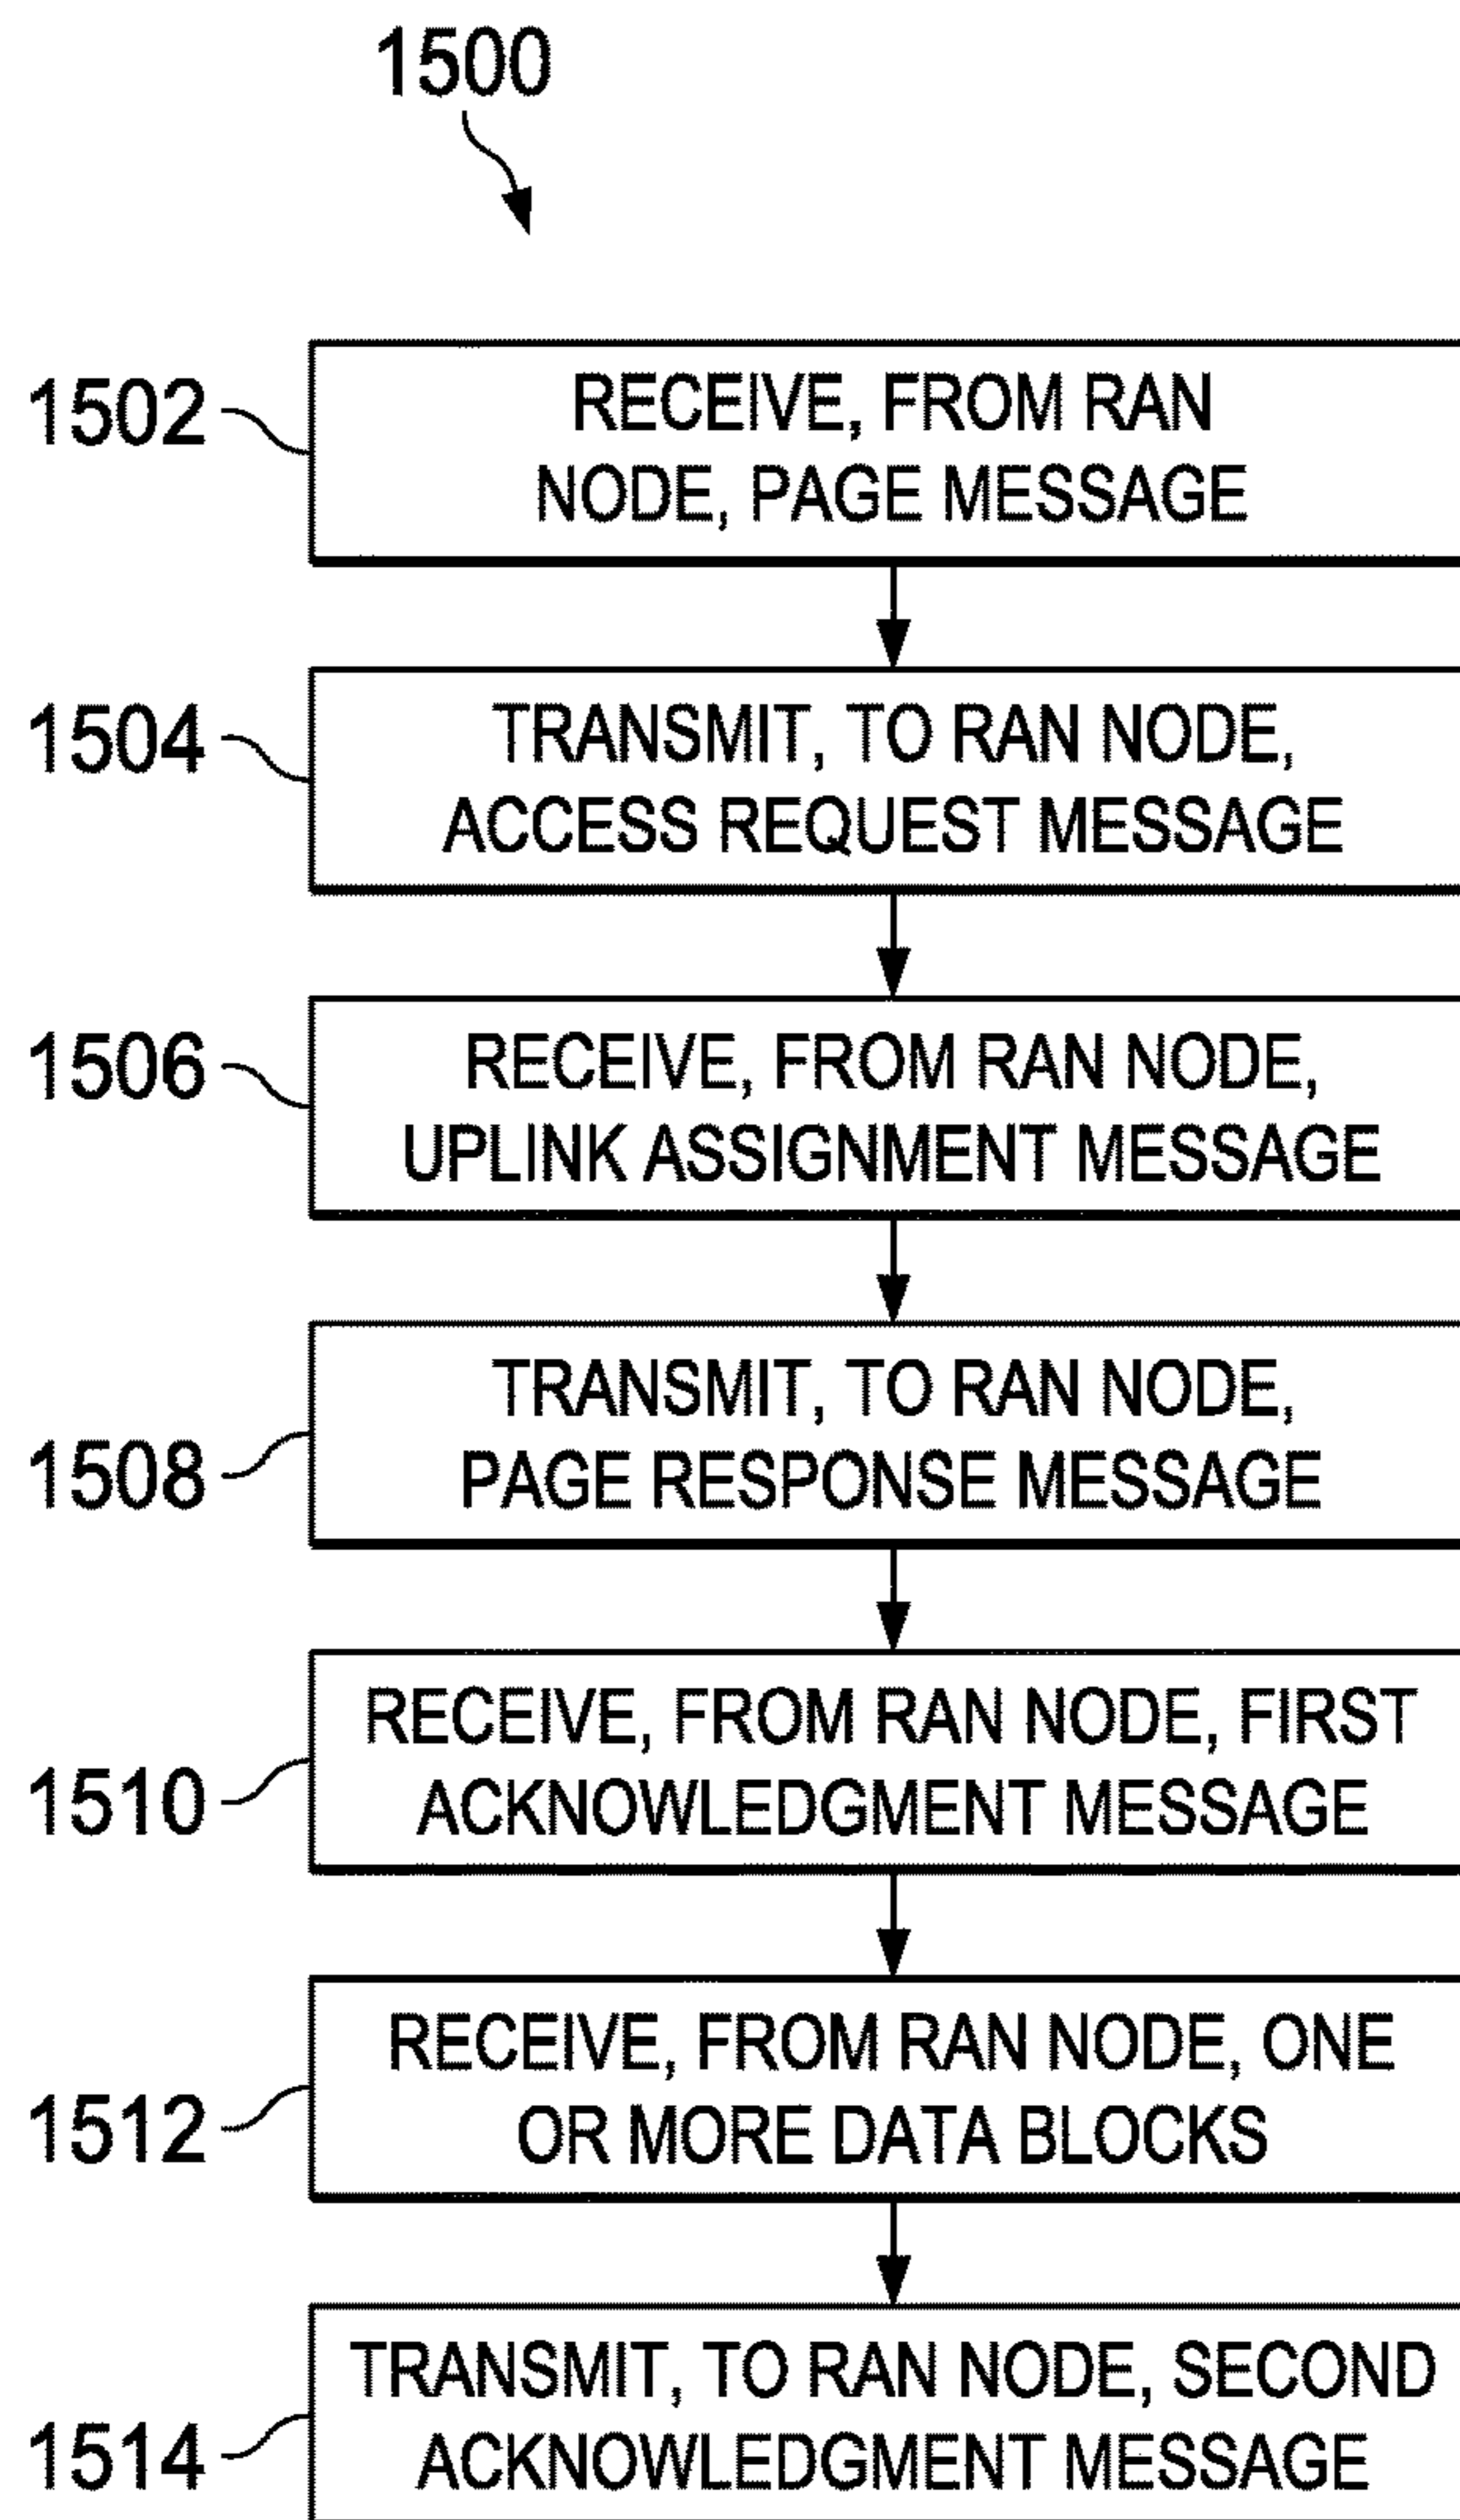 1500
1502
RECEIVE, FROM RAN
NODE, PAGE MESSAGE
1504
TRANSMIT, TO RAN NODE,
ACCESS REQUEST MESSAGE
1506
RECEIVE, FROM RAN NODE,
UPLINK ASSIGNMENT MESSAGE
1508
TRANSMIT, TO RAN NODE,
PAGE RESPONSE MESSAGE
1510
RECEIVE, FROM RAN NODE, FIRST
ACKNOWLEDGMENT MESSAGE
1512
RECEIVE, FROM RAN NODE, ONE
OR MORE DATA BLOCKS
1514
TRANSMIT, TO RAN NODE, SECOND
ACKNOWLEDGMENT MESSAGE